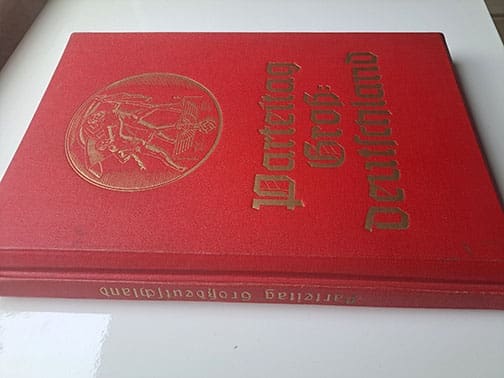 Parteitag
Groß=
deutschland
Parteitag Großdeutschland